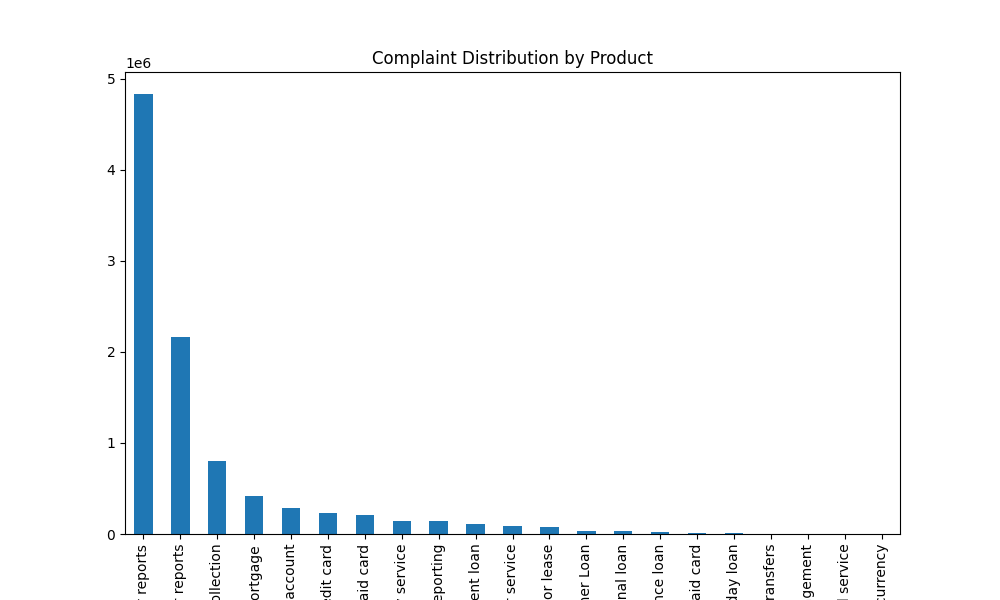 Complaint Distribution by Product
1e6
5
4
3
2
1
0
reports
reports
ollection
ortgage
account
edit card
aid card
service
eporting
ent loan
service
or lease
ner Loan
nal loan
nce loan
aid card
day loan
ransfers
gement
service
currency